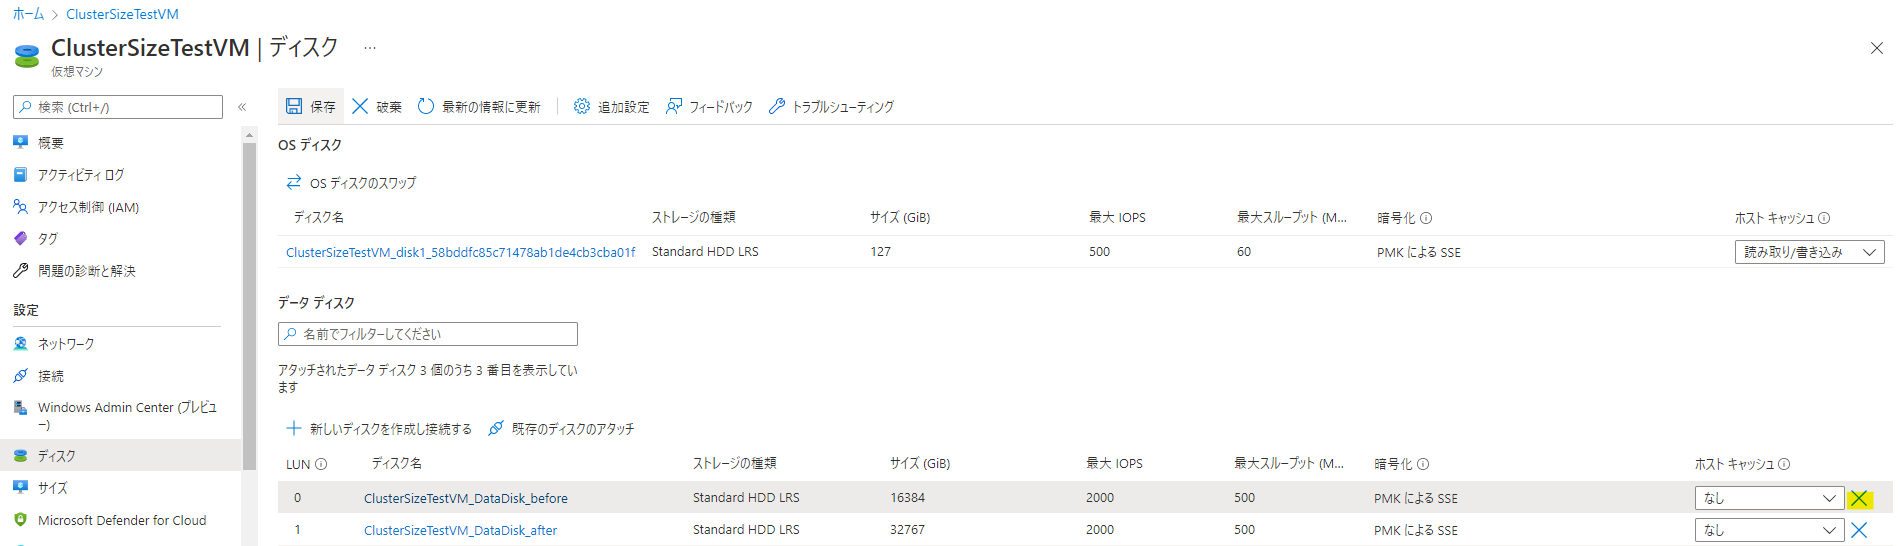 ホーム > ClusterSizeTestVM
ClusterSizeTestVM | ディスク ...
仮想マシン
検索 (Ctrl+/) «
概要
アクティビティ ログ
アクセス制御 (IAM)
タグ
問題の診断と解決
設定
ネットワーク
接続
Windows Admin Center (プレビュ
ー)
ディスク
サイズ
Microsoft Defender for Cloud
保存 破棄 最新の情報に更新 追加設定 フィードバック トラブルシューティング
OS ディスク
OS ディスクのスワップ
ディスク名 ストレージの種類 サイズ (GiB) 最大 IOPS 最大スループット (M... 暗号化 ホスト キャッシュ
ClusterSizeTestVM_disk1_58bddfc85c71478ab1de4cb3cba01f Standard HDD LRS 127 500 60 PMK による SSE 読み取り/書き込み
データ ディスク
名前でフィルターしてください
アタッチされたデータ ディスク 3 個のうち 3 番目を表示してい
ます
新しいディスクを作成し接続する 既存のディスクのアタッチ
LUN ディスク名 ストレージの種類 サイズ (GiB) 最大 IOPS 最大スループット (M... 暗号化 ホスト キャッシュ
0 ClusterSizeTestVM_DataDisk_before Standard HDD LRS 16384 2000 500 PMK による SSE なし
1 ClusterSizeTestVM_DataDisk_after Standard HDD LRS 32767 2000 500 PMK による SSE なし